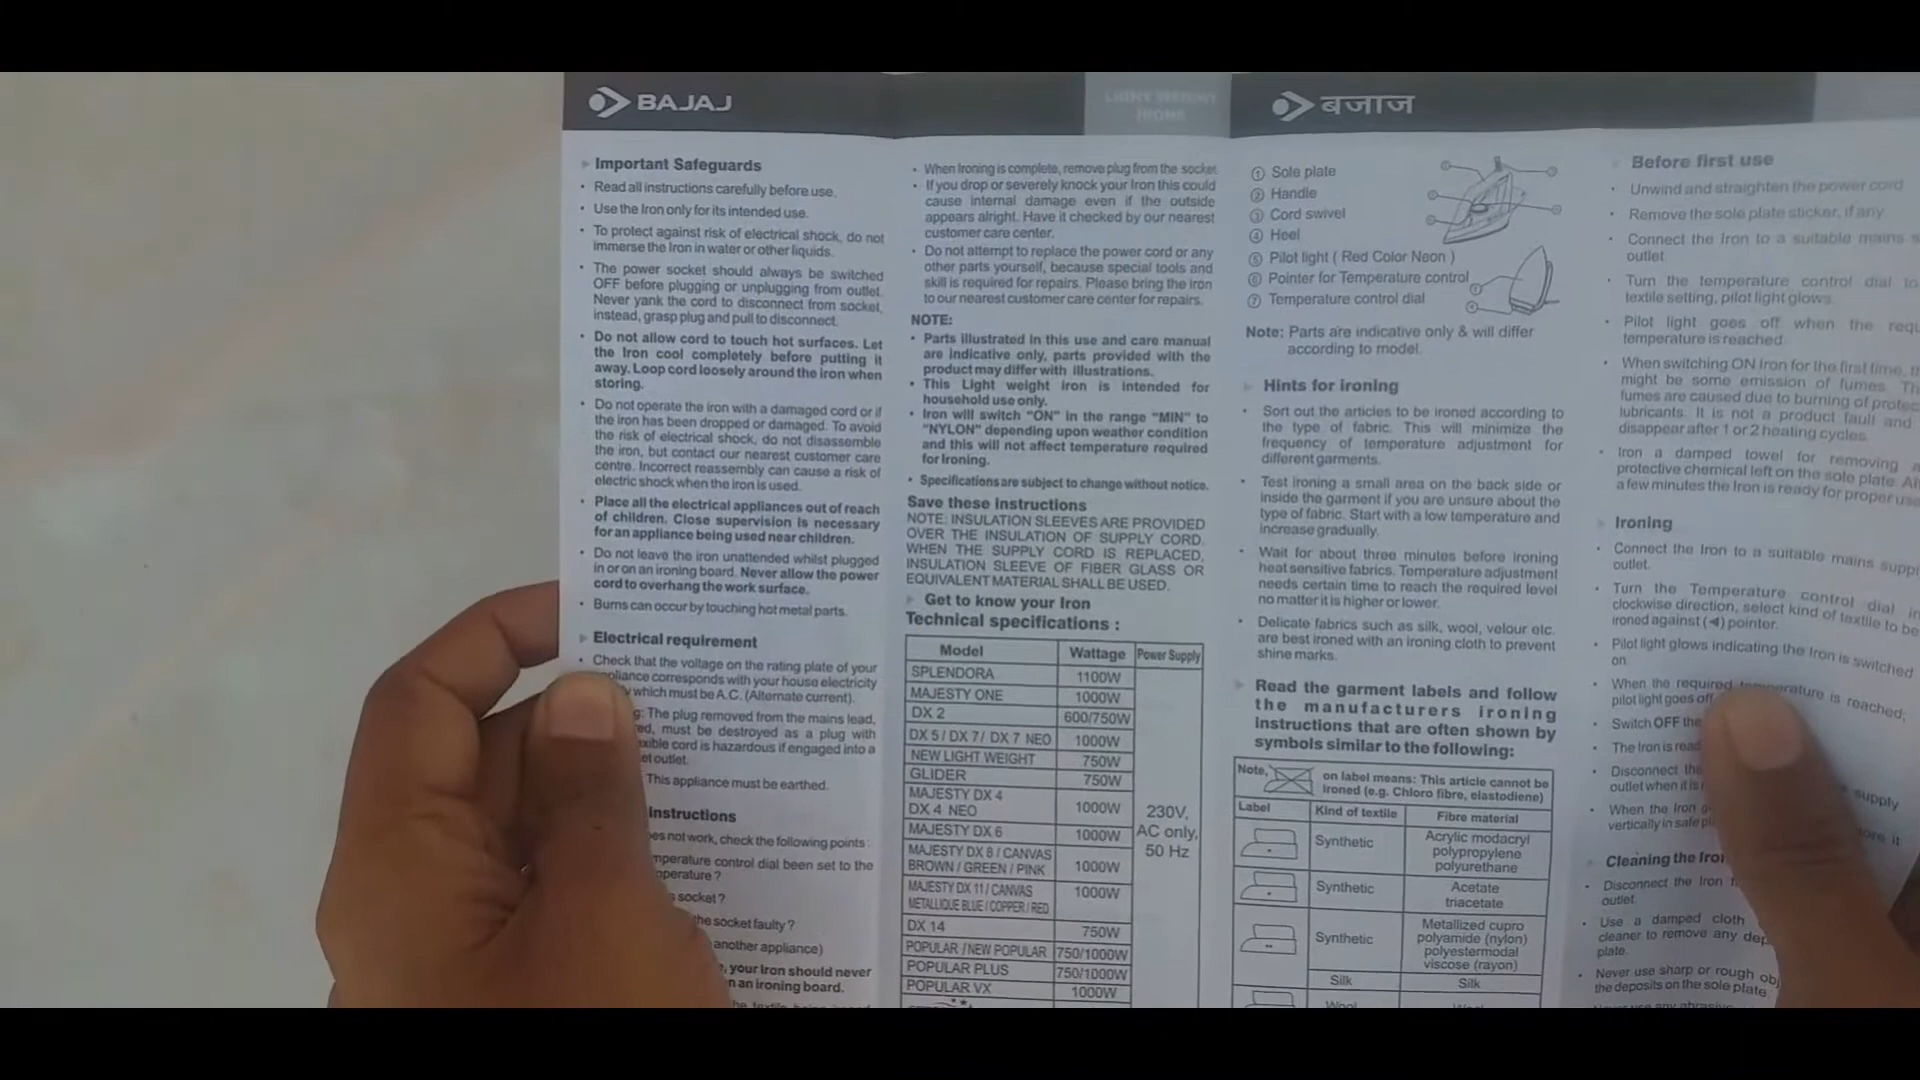 BAJAJ
Important Safeguards
• Read all instructions carefully before use.
• Use the Iron only for its intended use.
• To protect against risk of electrical shock, do not
immerse the Iron in water or other liquids.
• The power socket should always be switched
OFF before plugging or unplugging from outlet.
Never yank the cord to disconnect from socket,
instead, grasp plug and pull to disconnect.
• Do not allow cord to touch hot surfaces. Let
the Iron cool completely before putting it
away. Loop cord loosely around the iron when
storing.
• Do not operate the iron with a damaged cord or if
the iron has been dropped or damaged. To avoid
the risk of electrical shock, do not disassemble
the iron, but contact our nearest customer care
centre. Incorrect reassembly can cause a risk of
electric shock when the iron is used.
• Place all the electrical appliances out of reach
of children. Close supervision is necessary
for an appliance being used near children.
• Do not leave the iron unattended whilst plugged
in or on an ironing board. Never allow the power
cord to overhang the work surface.
• Burns can occur by touching hot metal parts.
Electrical requirement
• Check that the voltage on the rating plate of your
corresponds with your house electricity
which must be A.C. (Alternate current).
The plug removed from the mains lead,
must be destroyed as a plug with
cord is hazardous if engaged into a
outlet.
This appliance must be earthed.
not work, check the following points :
control dial been set to the
socket ?
the socket faulty ?
another appliance)
your Iron should never
an ironing board.
LIGHT WEIGHT
IRONS
• When Ironing is complete, remove plug from the socket.
• If you drop or severely knock your Iron this could
cause internal damage even if the outside
appears alright. Have it checked by our nearest
customer care center.
• Do not attempt to replace the power cord or any
other parts yourself, because special tools and
skill is required for repairs. Please bring the iron
to our nearest customer care center for repairs.
NOTE:
• Parts illustrated in this use and care manual
are indicative only, parts provided with the
product may differ with illustrations.
• This Light weight iron is intended for
household use only.
• Iron will switch “ON” in the range “MIN” to
“NYLON” depending upon weather condition
and this will not affect temperature required
for Ironing.
• Specifications are subject to change without notice.
Save these instructions
NOTE: INSULATION SLEEVES ARE PROVIDED
OVER THE INSULATION OF SUPPLY CORD.
WHEN THE SUPPLY CORD IS REPLACED,
INSULATION SLEEVE OF FIBER GLASS OR
EQUIVALENT MATERIAL SHALL BE USED.
Get to know your Iron
Technical specifications :
Model Wattage Power Supply
SPLENDORA 1100W
MAJESTY ONE 1000W
DX 2 600/750W
DX 5 / DX 7 / DX 7 NEO 1000W
NEW LIGHT WEIGHT 750W
GLIDER 750W
MAJESTY DX 4
DX 4 NEO 1000W
MAJESTY DX 6 1000W
MAJESTY DX 8 / CANVAS
BROWN / GREEN / PINK 1000W
MAJESTY DX 11 / CANVAS
METALLIQUE BLUE / COPPER / RED 1000W
DX 14 750W
POPULAR / NEW POPULAR 750/1000W
POPULAR PLUS 750/1000W
POPULAR VX 1000W
230V,
AC only,
50 Hz
बजाज
① Sole plate
② Handle
③ Cord swivel
④ Heel
⑤ Pilot light ( Red Color Neon )
⑥ Pointer for Temperature control
⑦ Temperature control dial
Note: Parts are indicative only & will differ
according to model.
Hints for ironing
• Sort out the articles to be ironed according to
the type of fabric. This will minimize the
frequency of temperature adjustment for
different garments.
• Test ironing a small area on the back side or
inside the garment if you are unsure about the
type of fabric. Start with a low temperature and
increase gradually.
• Wait for about three minutes before ironing
heat sensitive fabrics. Temperature adjustment
needs certain time to reach the required level
no matter it is higher or lower.
• Delicate fabrics such as silk, wool, velour etc.
are best ironed with an ironing cloth to prevent
shine marks.
Read the garment labels and follow
the manufacturers ironing
instructions that are often shown by
symbols similar to the following:
Note, on label means: This article cannot be
ironed (e.g. Chloro fibre, elastodiene)
Label Kind of textile Fibre material
Synthetic Acrylic modacryl
polypropylene
polyurethane
Synthetic Acetate
triacetate
Synthetic Metallized cupro
polyamide (nylon)
polyestermodal
viscose (rayon)
Silk Silk
Wool Wool
Before first use
• Unwind and straighten the power cord
• Remove the sole plate sticker, if any
• Connect the Iron to a suitable mains
outlet
• Turn the temperature control dial to
textile setting, pilot light glows.
• Pilot light goes off when the
temperature is reached
• When switching ON Iron for the first time,
might be some emission of fumes.
fumes are caused due to burning of
lubricants. It is not a product fault and
disappear after 1 or 2 heating cycles.
• Iron a damped towel for removing
protective chemical left on the sole plate.
a few minutes the Iron is ready for proper use
Ironing
• Connect the Iron to a suitable mains
outlet.
• Turn the Temperature control dial in
clockwise direction, select kind of textile to be
ironed against (◄) pointer.
• Pilot light glows indicating the Iron is switched
on
• When the required temperature is reached;
pilot light goes off
• Switch OFF the
• The Iron is
• Disconnect the supply
outlet when it is
• When the Iron
vertically in safe
Cleaning the Iron
• Disconnect the Iron
outlet.
• Use a damped cloth
cleaner to remove any
plate.
• Never use sharp or rough
the deposits on the sole plate